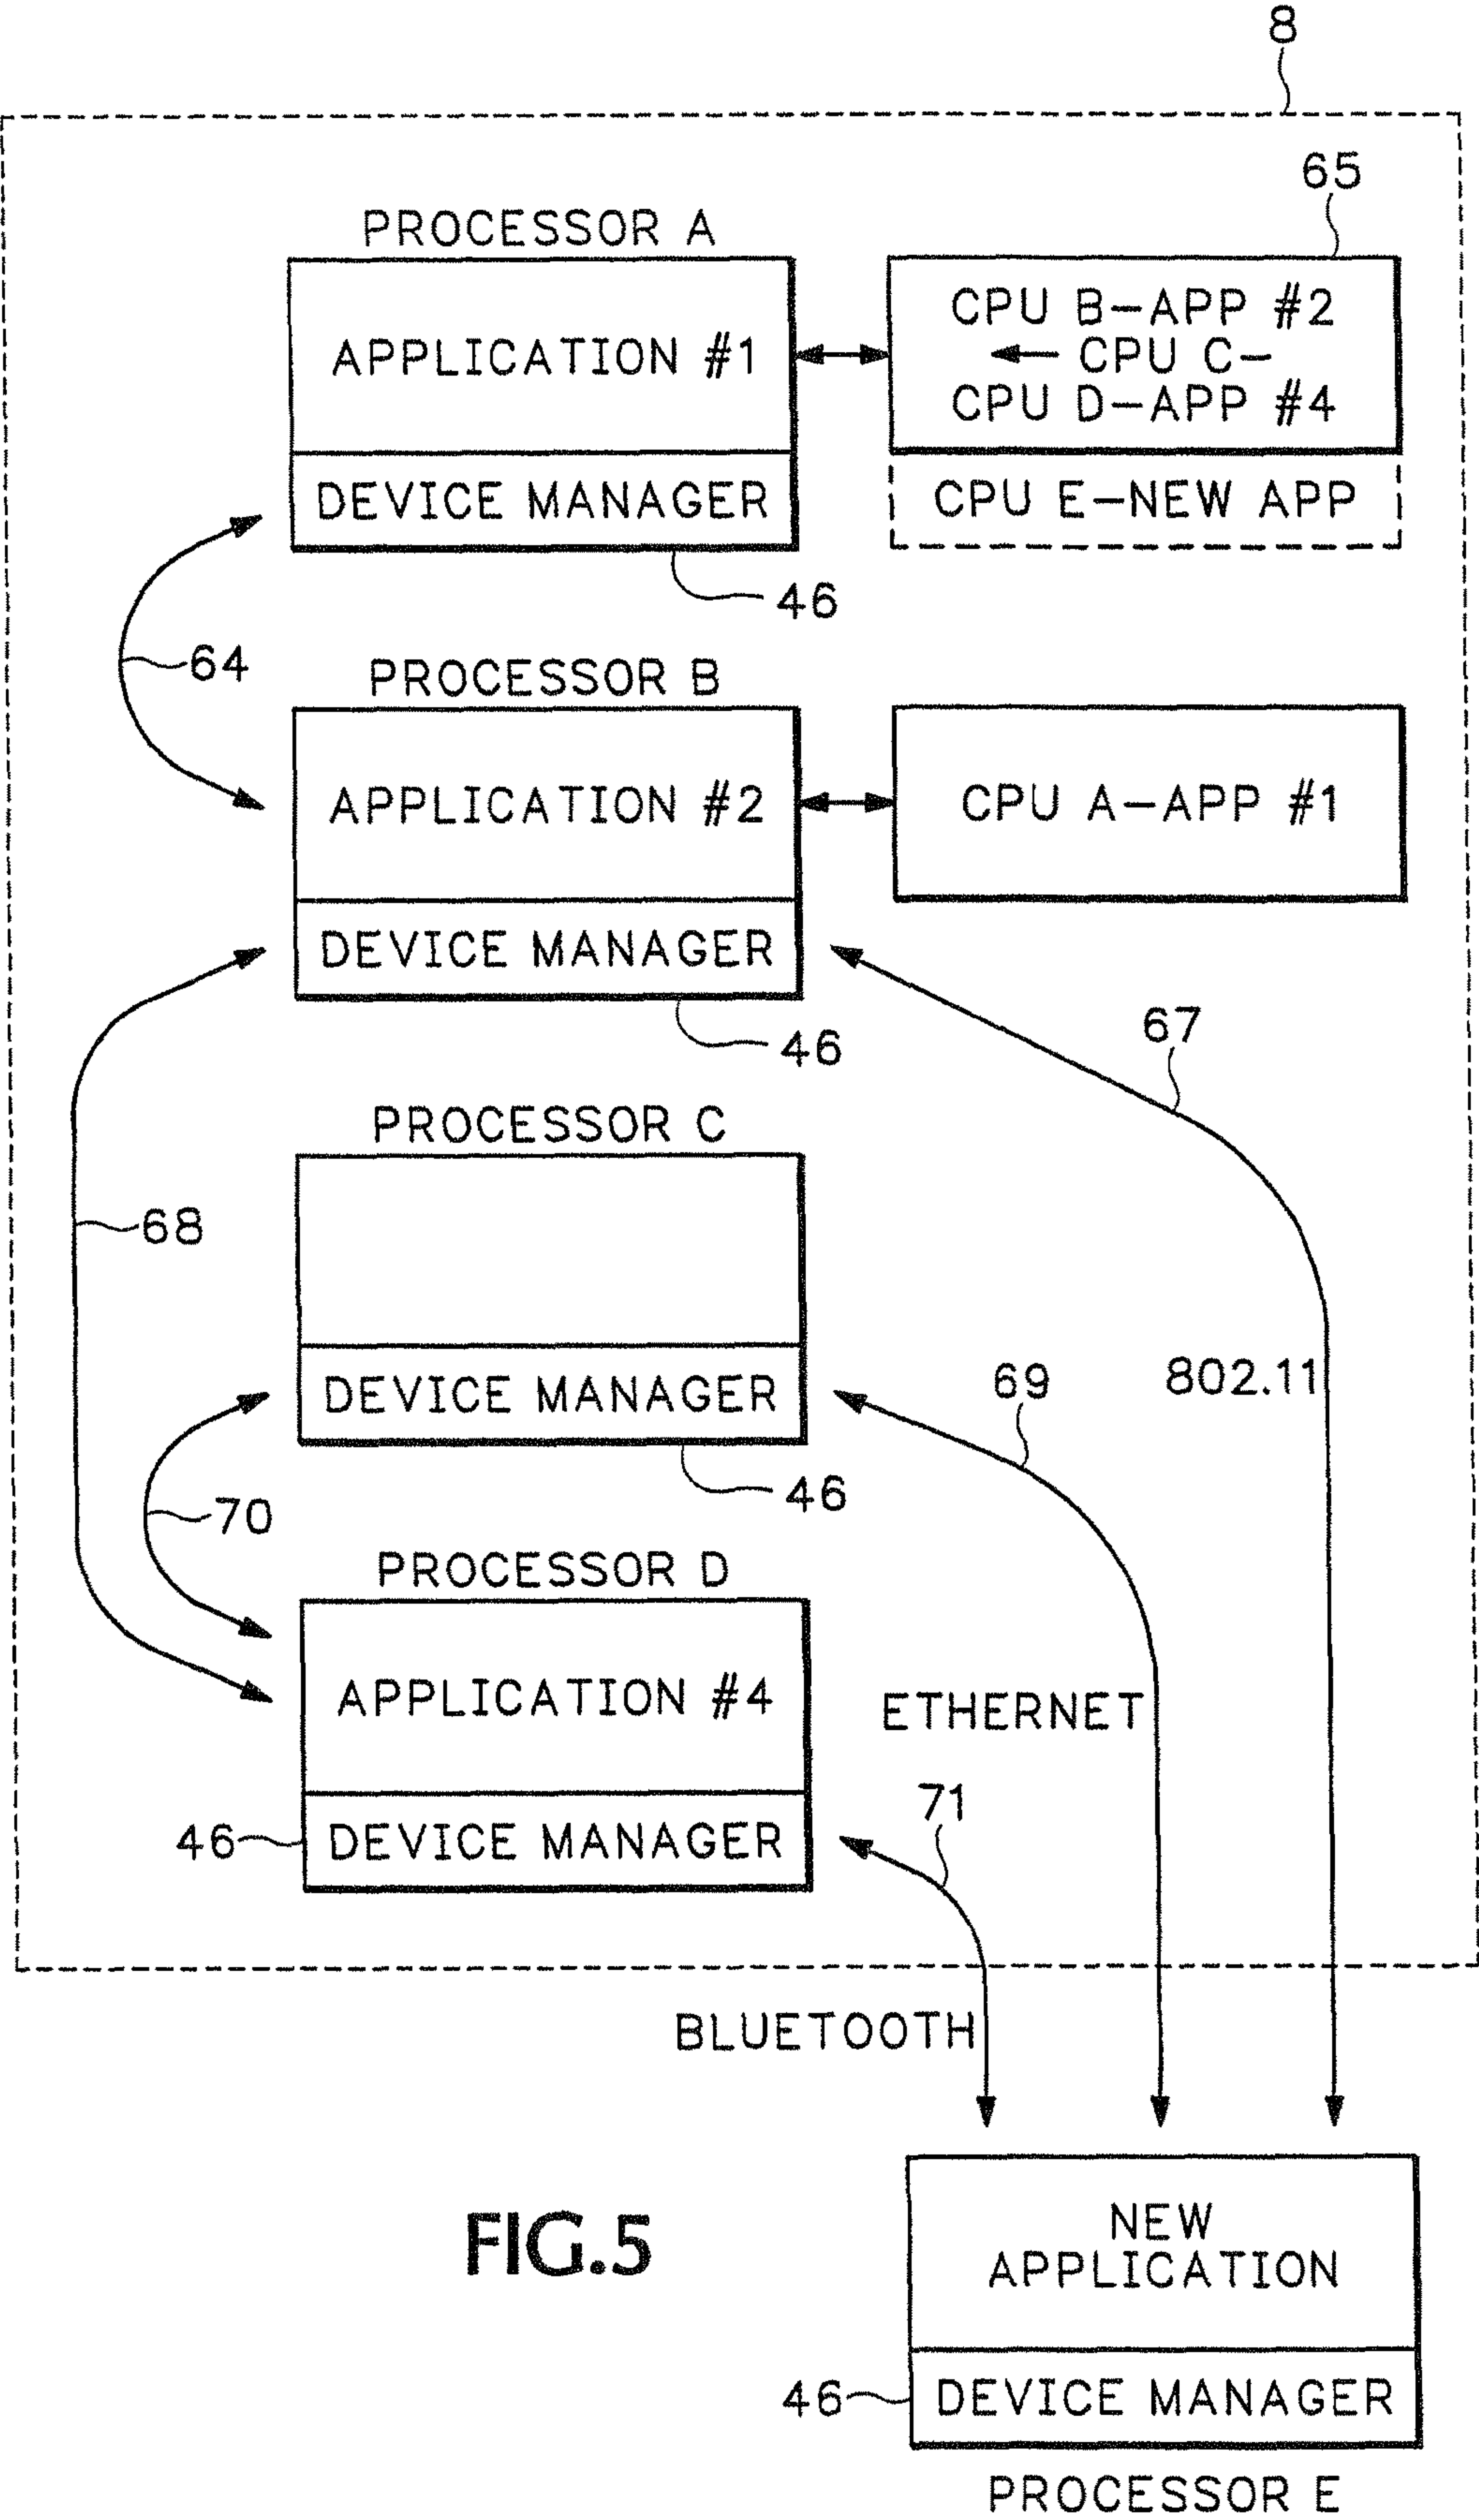 8
65
PROCESSOR A
APPLICATION #1
CPU B-APP #2
← CPU C-
CPU D-APP #4
DEVICE MANAGER
CPU E-NEW APP
46
64
PROCESSOR B
APPLICATION #2
CPU A-APP #1
DEVICE MANAGER
46
67
PROCESSOR C
68
DEVICE MANAGER
69
802.11
46
70
PROCESSOR D
APPLICATION #4
ETHERNET
71
46
DEVICE MANAGER
BLUETOOTH
NEW
APPLICATION
FIG.5
46
DEVICE MANAGER
PROCESSOR E